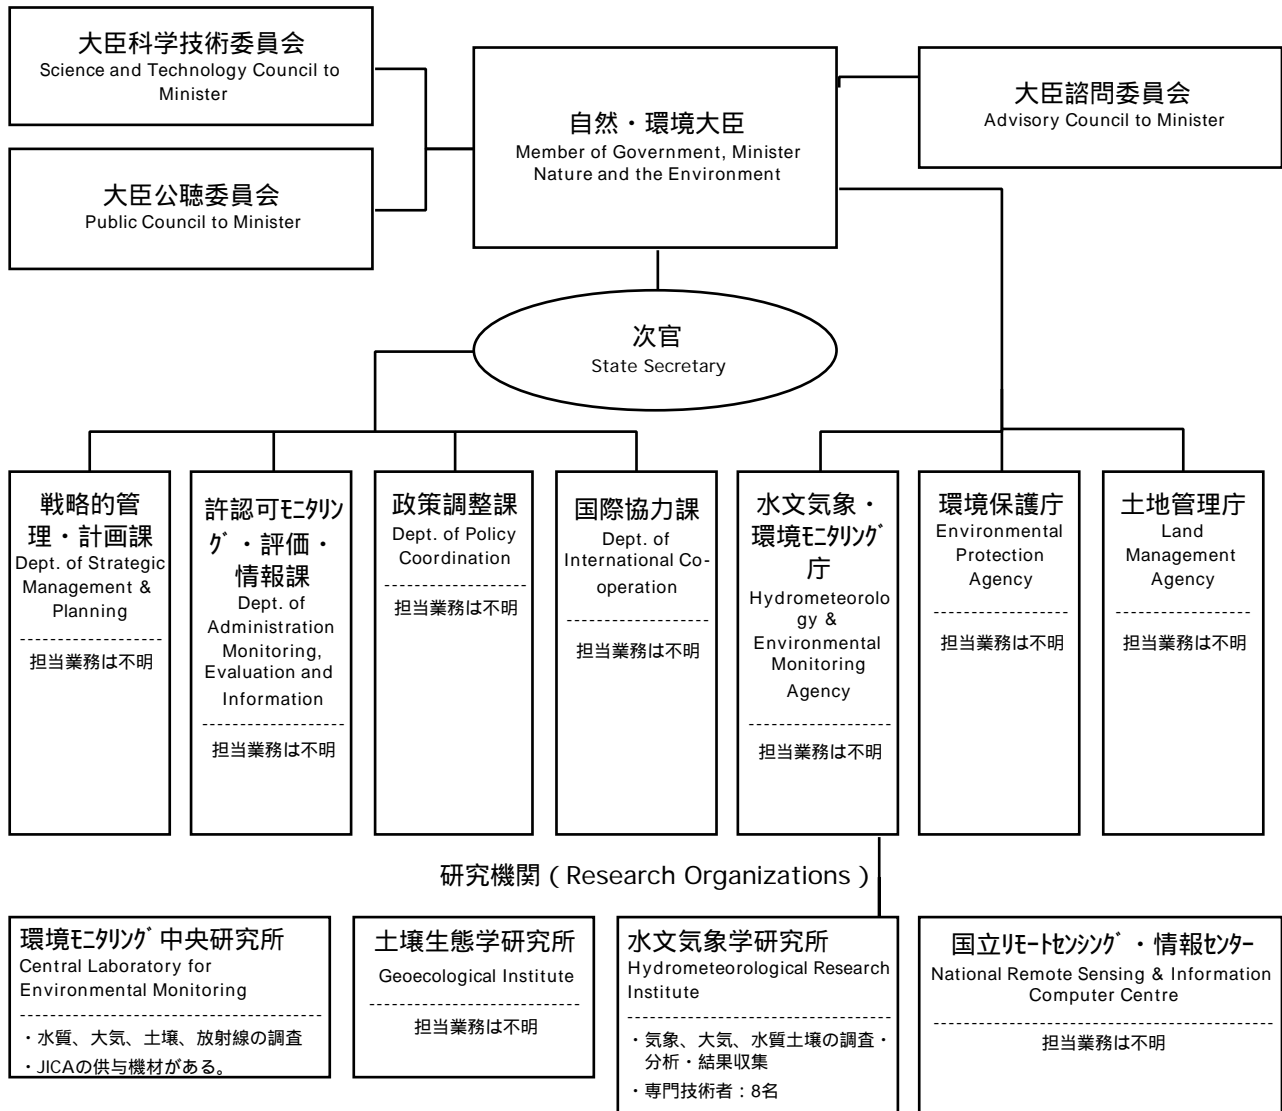 大臣科学技術委員会
Science and Technology Council to
Minister
大臣公聴委員会
Public Council to Minister
自然・環境大臣
Member of Government, Minister
Nature and the Environment
大臣諮問委員会
Advisory Council to Minister
次官
State Secretary
戦略的管
理・計画課
Dept. of Strategic
Management &
Planning
担当業務は不明
許認可ﾓﾆﾀﾘﾝ
ｸﾞ・評価・
情報課
Dept. of
Administration
Monitoring,
Evaluation and
Information
担当業務は不明
政策調整課
Dept. of Policy
Coordination
担当業務は不明
国際協力課
Dept. of
International Co-
operation
担当業務は不明
水文気象・
環境ﾓﾆﾀﾘﾝｸﾞ
庁
Hydrometeorolo
gy &
Environmental
Monitoring
Agency
担当業務は不明
環境保護庁
Environmental
Protection
Agency
担当業務は不明
土地管理庁
Land
Management
Agency
担当業務は不明
研究機関（Research Organizations）
環境ﾓﾆﾀﾘﾝｸﾞ中央研究所
Central Laboratory for
Environmental Monitoring
・水質、大気、土壌、放射線の調査
・JICAの供与機材がある。
土壌生態学研究所
Geoecological Institute
担当業務は不明
水文気象学研究所
Hydrometeorological Research
Institute
・気象、大気、水質土壌の調査・
分析・結果収集
・専門技術者：8名
国立ﾘﾓｰﾄｾﾝｼﾝｸﾞ・情報ｾﾝﾀｰ
National Remote Sensing & Information
Computer Centre
担当業務は不明